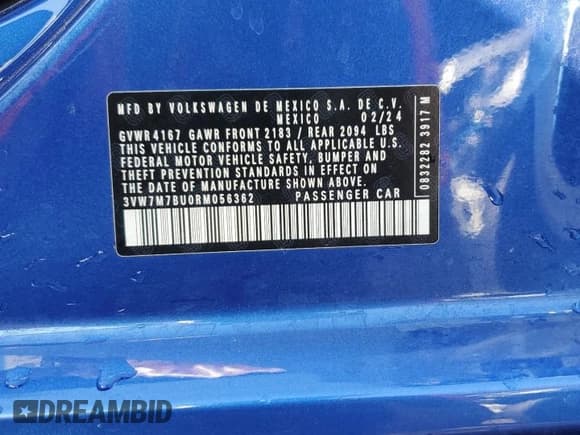 MFD BY VOLKSWAGEN DE MEXICO S.A. DE C.V.
MEXICO 02/24
GVWR4167 GAWR FRONT 2183 / REAR 2094 LBS
THIS VEHICLE CONFORMS TO ALL APPLICABLE U.S.
FEDERAL MOTOR VEHICLE SAFETY, BUMPER AND
THEFT PREVENTION STANDARDS IN EFFECT ON
THE DATE OF MANUFACTURE SHOWN ABOVE.
3VW7M7BU0RM056362 PASSENGER CAR
0832282 3917 M
DREAMBID